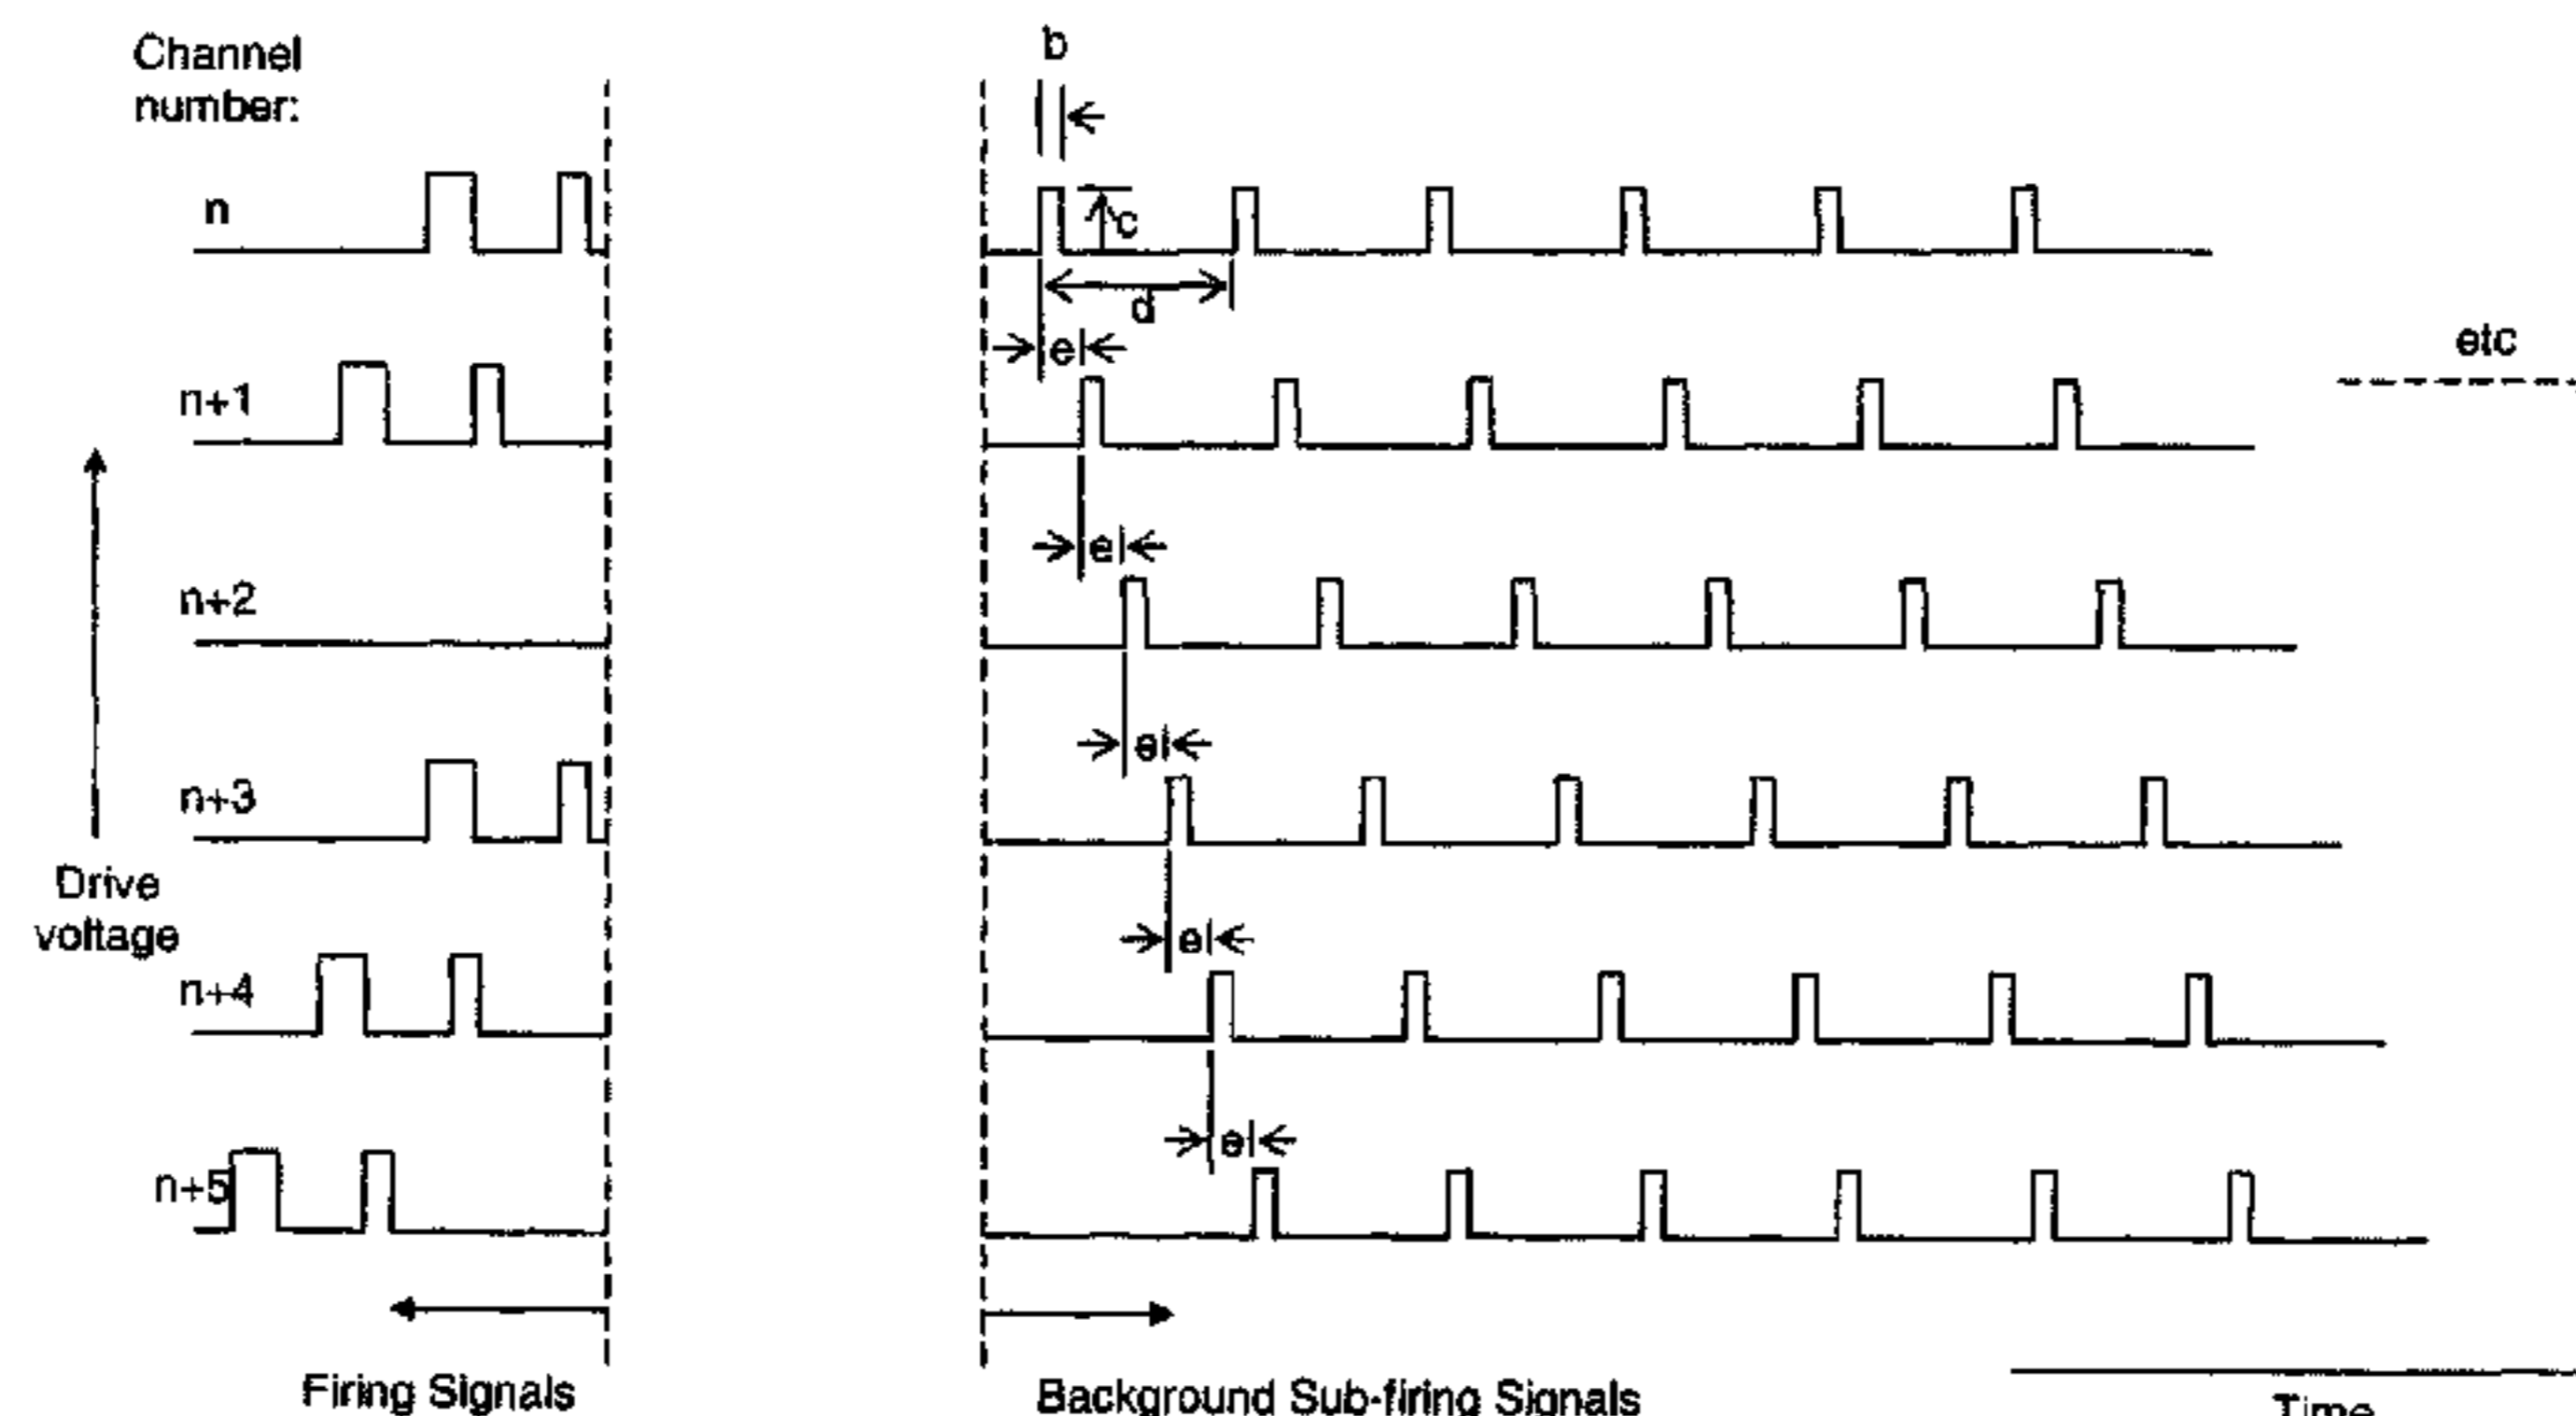 Channel
number:
b
n
c
d
e
n+1
etc
e
n+2
e
n+3
Drive
voltage
e
n+4
e
n+5
Firing Signals
Background Sub-firing Signals
Time